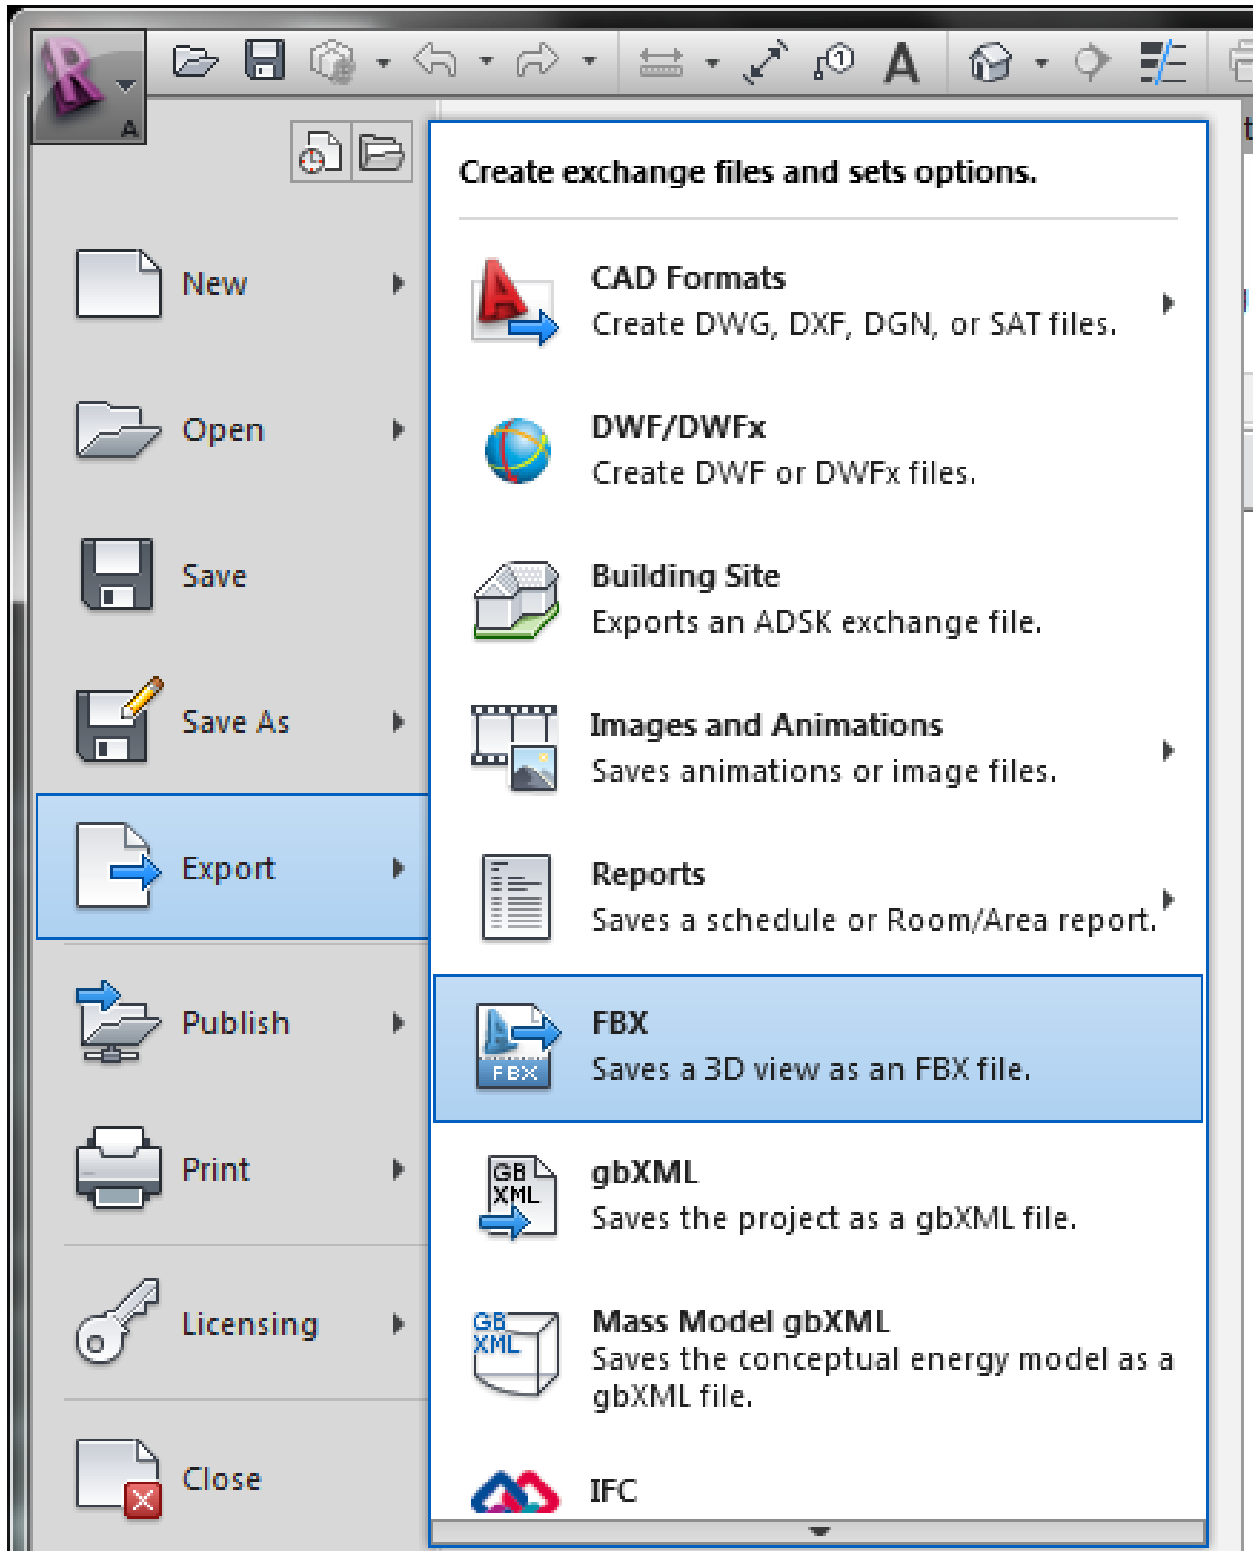 A
A
Create exchange files and sets options.
New
CAD Formats
Create DWG, DXF, DGN, or SAT files.
Open
DWF/DWFx
Create DWF or DWFx files.
Save
Building Site
Exports an ADSK exchange file.
Save As
Images and Animations
Saves animations or image files.
Export
Reports
Saves a schedule or Room/Area report.
Publish
FBX
Saves a 3D view as an FBX file.
FBX
Print
gbXML
Saves the project as a gbXML file.
GB
XML
Licensing
Mass Model gbXML
Saves the conceptual energy model as a
gbXML file.
GB
XML
Close
IFC